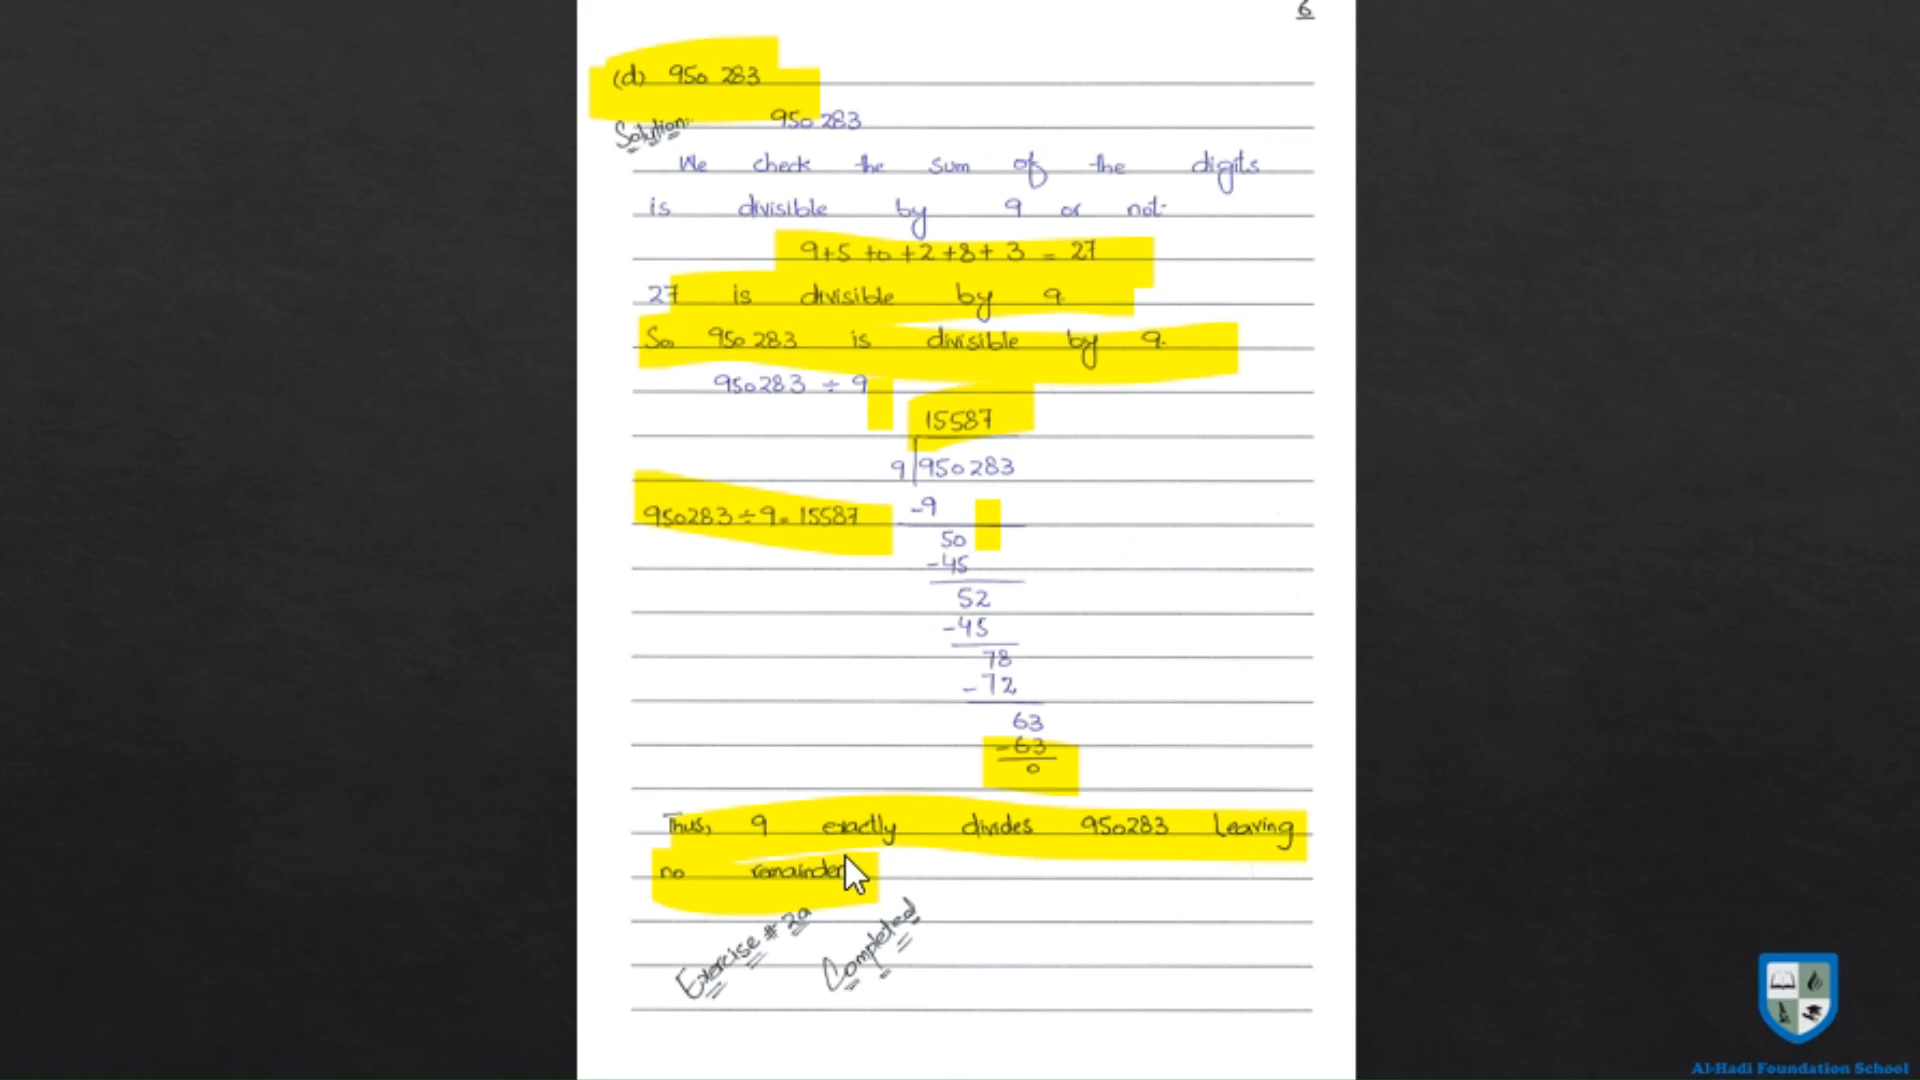 6
(d) 950 283
Solution:
950 283
We check the sum of the digits
is divisible by 9 or not.
9+5+0+2+8+3 = 27
27 is divisible by 9.
So, 950 283 is divisible by 9.
950283 ÷ 9
15587
9 950283
950283÷9=15587
-9
50
-45
52
-45
78
-72
63
-63
0
Thus, 9 exactly divides 950283 leaving
no remainder
Exercise # 2a
Completed
Al-Hadi Foundation School